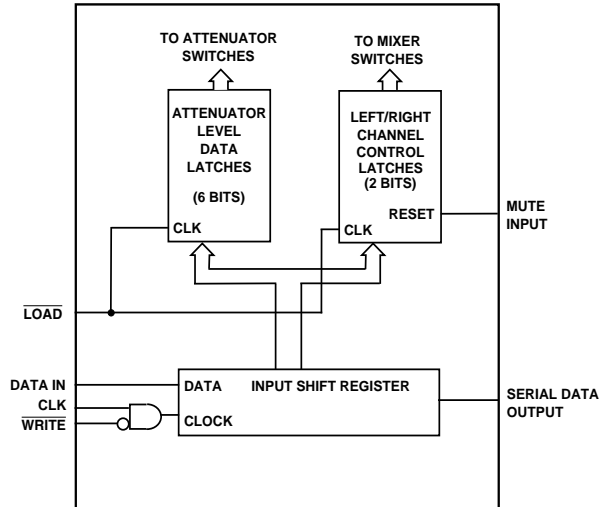 TO ATTENUATOR
SWITCHES
TO MIXER
SWITCHES
ATTENUATOR
LEVEL
DATA
LATCHES
(6 BITS)
CLK
LEFT/RIGHT
CHANNEL
CONTROL
LATCHES
(2 BITS)
RESET
CLK
MUTE
INPUT
LOAD
DATA IN
CLK
WRITE
DATA
INPUT SHIFT REGISTER
CLOCK
SERIAL DATA
OUTPUT